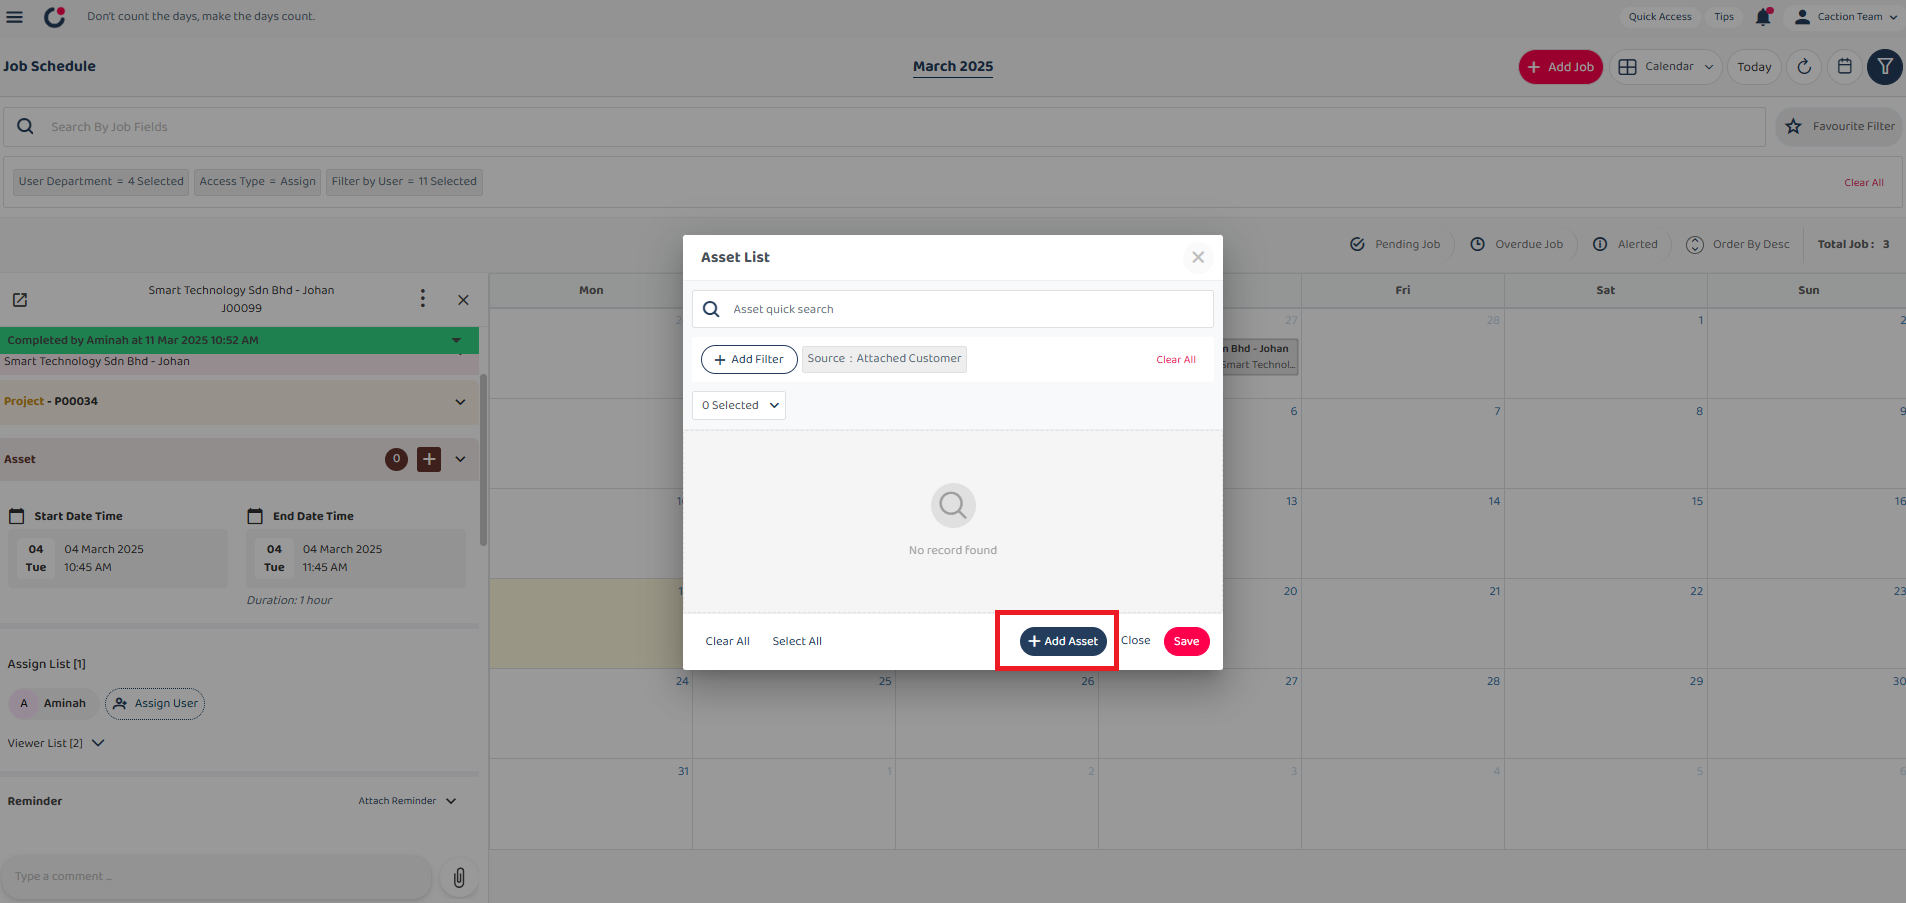 Don't count the days, make the days count.
Quick Access
Tips
Caction Team
Job Schedule
March 2025
+ Add Job
Calendar
Today
Search By Job Fields
Favourite Filter
User Department = 4 Selected
Access Type = Assign
Filter by User = 11 Selected
Clear All
Pending Job
Overdue Job
Alerted
Order By Desc
Total Job : 3
Smart Technology Sdn Bhd - Johan
J00099
Completed by Aminah at 11 Mar 2025 10:52 AM
Smart Technology Sdn Bhd - Johan
Project - P00034
Asset
0
Start Date Time
End Date Time
04
Tue
04 March 2025
10:45 AM
04
Tue
04 March 2025
11:45 AM
Duration: 1 hour
Assign List [1]
A
Aminah
Assign User
Viewer List [2]
Reminder
Attach Reminder
Type a comment ...
Asset List
Asset quick search
+ Add Filter
Source : Attached Customer
Clear All
0 Selected
No record found
Clear All
Select All
+ Add Asset
Close
Save
Mon
Fri
Sat
Sun
27
28
1
2
n Bhd - Johan
Smart Technol...
6
7
8
9
13
14
15
16
20
21
22
23
24
25
26
27
28
29
30
31
1
2
3
4
5
6